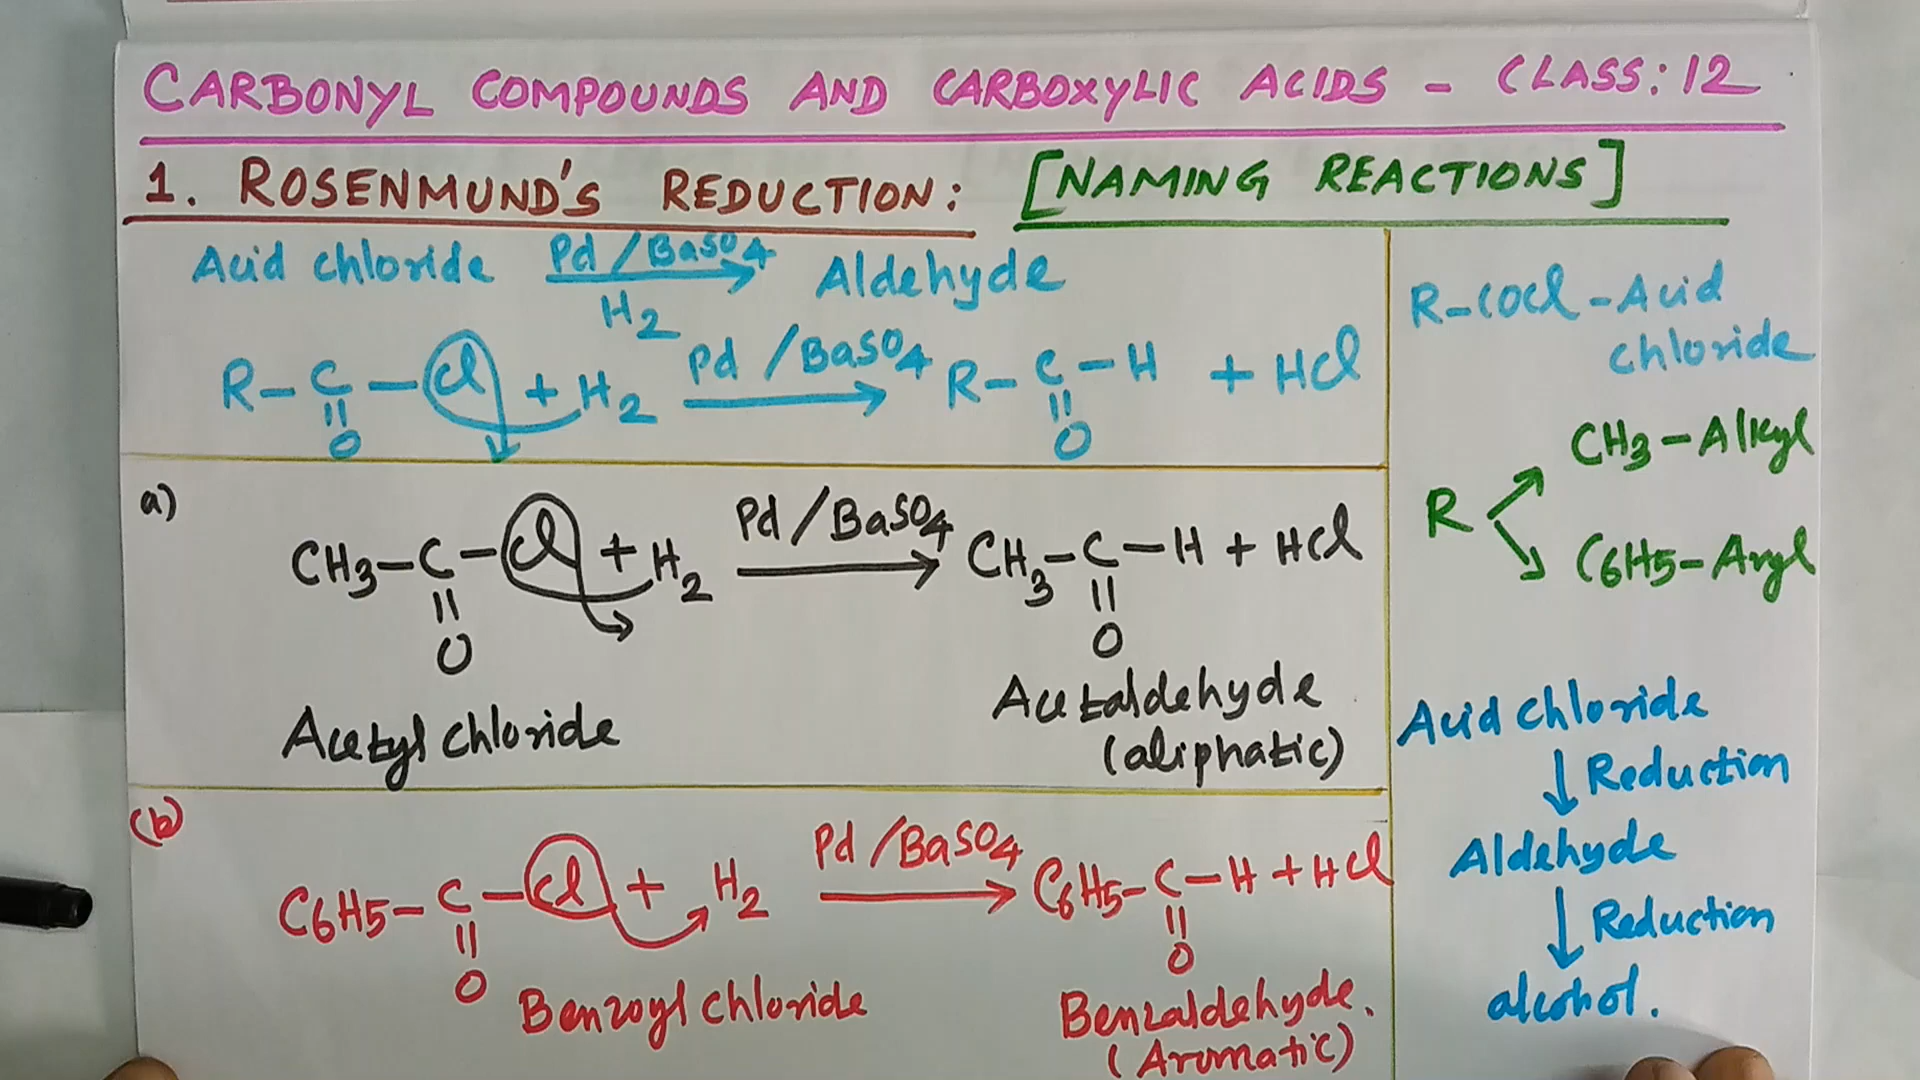 CARBONYL COMPOUNDS AND CARBOXYLIC ACIDS - CLASS: 12
1. ROSENMUND'S REDUCTION: [NAMING REACTIONS]
Acid chloride Pd/BaSO4 Aldehyde
H2
R-C-Cl + H2 Pd/BaSO4 R-C-H + HCl
O O
a)
CH3-C-Cl + H2 Pd/BaSO4 CH3-C-H + HCl
O O
Acetyl chloride Acetaldehyde
(aliphatic)
(b)
C6H5-C-Cl + H2 Pd/BaSO4 C6H5-C-H + HCl
O O
Benzoyl chloride Benzaldehyde.
(Aromatic)
R-COCl - Acid
chloride
CH3-Alkyl
R
C6H5-Aryl
Acid chloride
Reduction
Aldehyde
Reduction
alcohol.